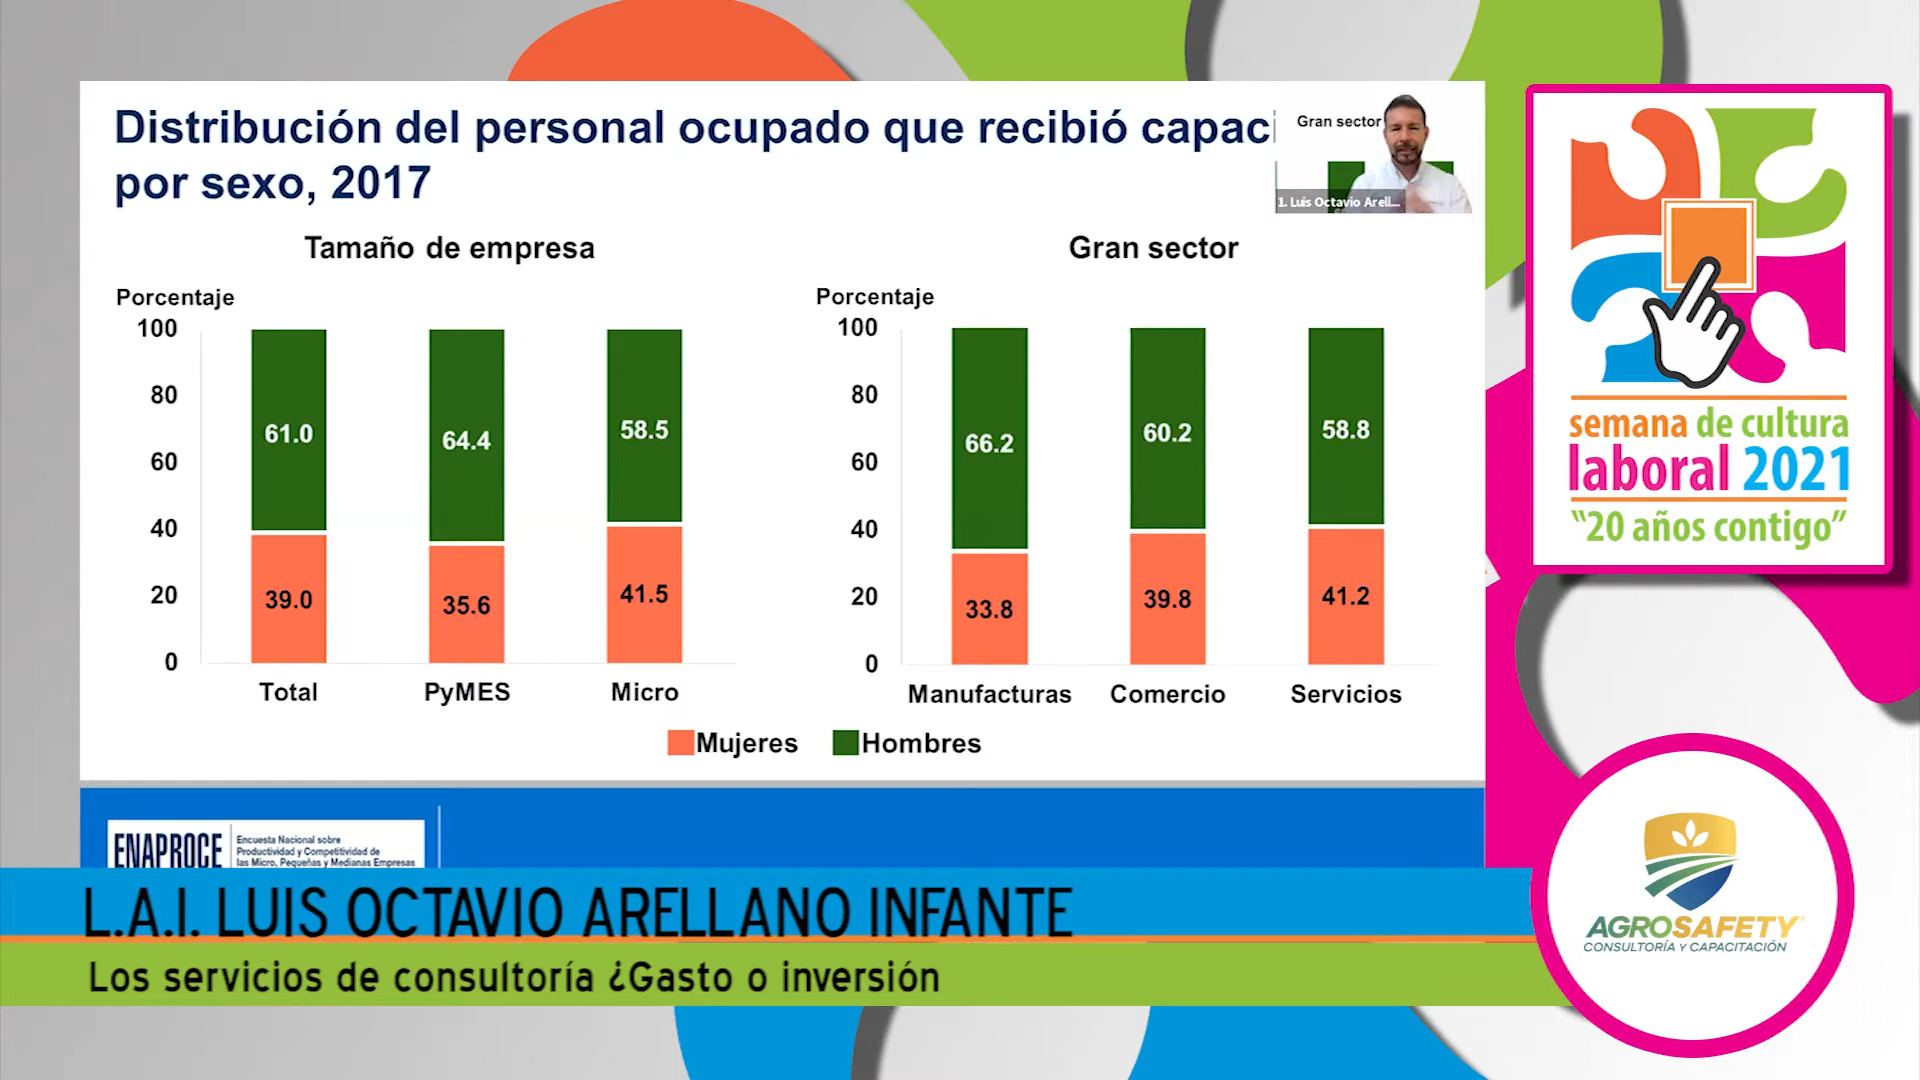 Distribución del personal ocupado que recibió capaci
por sexo, 2017
Gran sector
1. Luis Octavio Arell...
Tamaño de empresa
Porcentaje
100
80
60
40
20
0
61.0
64.4
58.5
39.0
35.6
41.5
Total
PyMES
Micro
Gran sector
Porcentaje
100
80
60
40
20
0
66.2
60.2
58.8
33.8
39.8
41.2
Manufacturas
Comercio
Servicios
Mujeres
Hombres
ENAPROCE
Encuesta Nacional sobre
Productividad y Competitividad de
las Micro, Pequeñas y Medianas Empresas
L.A.I. LUIS OCTAVIO ARELLANO INFANTE
Los servicios de consultoría ¿Gasto o inversión
semana de cultura
laboral 2021
“20 años contigo”
AGROSAFETY
CONSULTORÍA Y CAPACITACIÓN